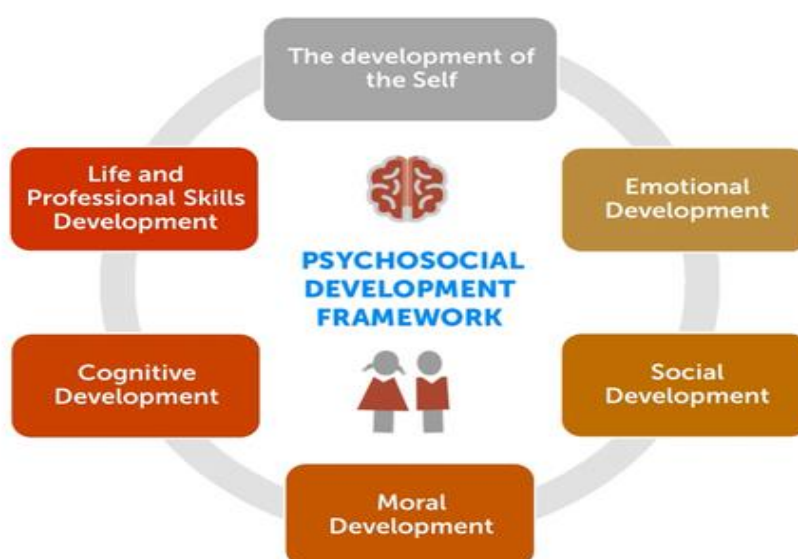 The development of
the Self
Emotional
Development
Social
Development
Moral
Development
Cognitive
Development
Life and
Professional Skills
Development
PSYCHOSOCIAL
DEVELOPMENT
FRAMEWORK